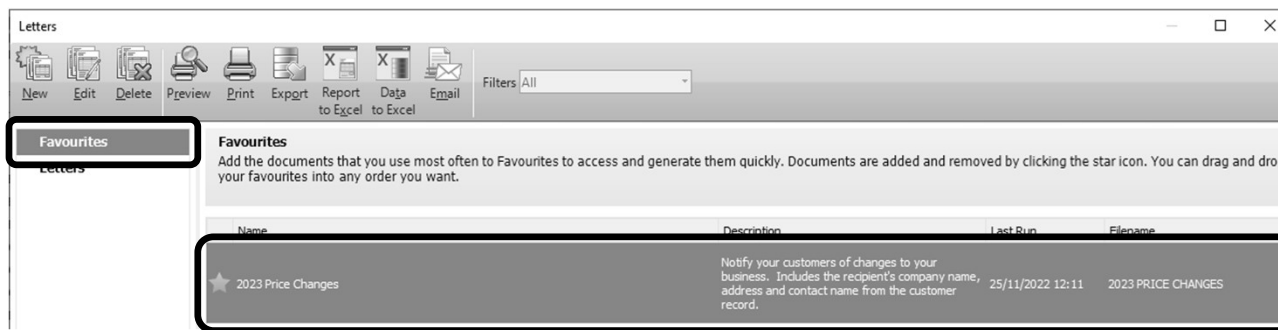 Letters
New Edit Delete Preview Print Export Report to Excel Data to Excel Email Filters All
Favourites
Letters
Favourites
Add the documents that you use most often to Favourites to access and generate them quickly. Documents are added and removed by clicking the star icon. You can drag and dro
your favourites into any order you want.
Name Description Last Run Filename
2023 Price Changes
Notify your customers of changes to your
business. Includes the recipient's company name,
address and contact name from the customer
record.
25/11/2022 12:11
2023 PRICE CHANGES